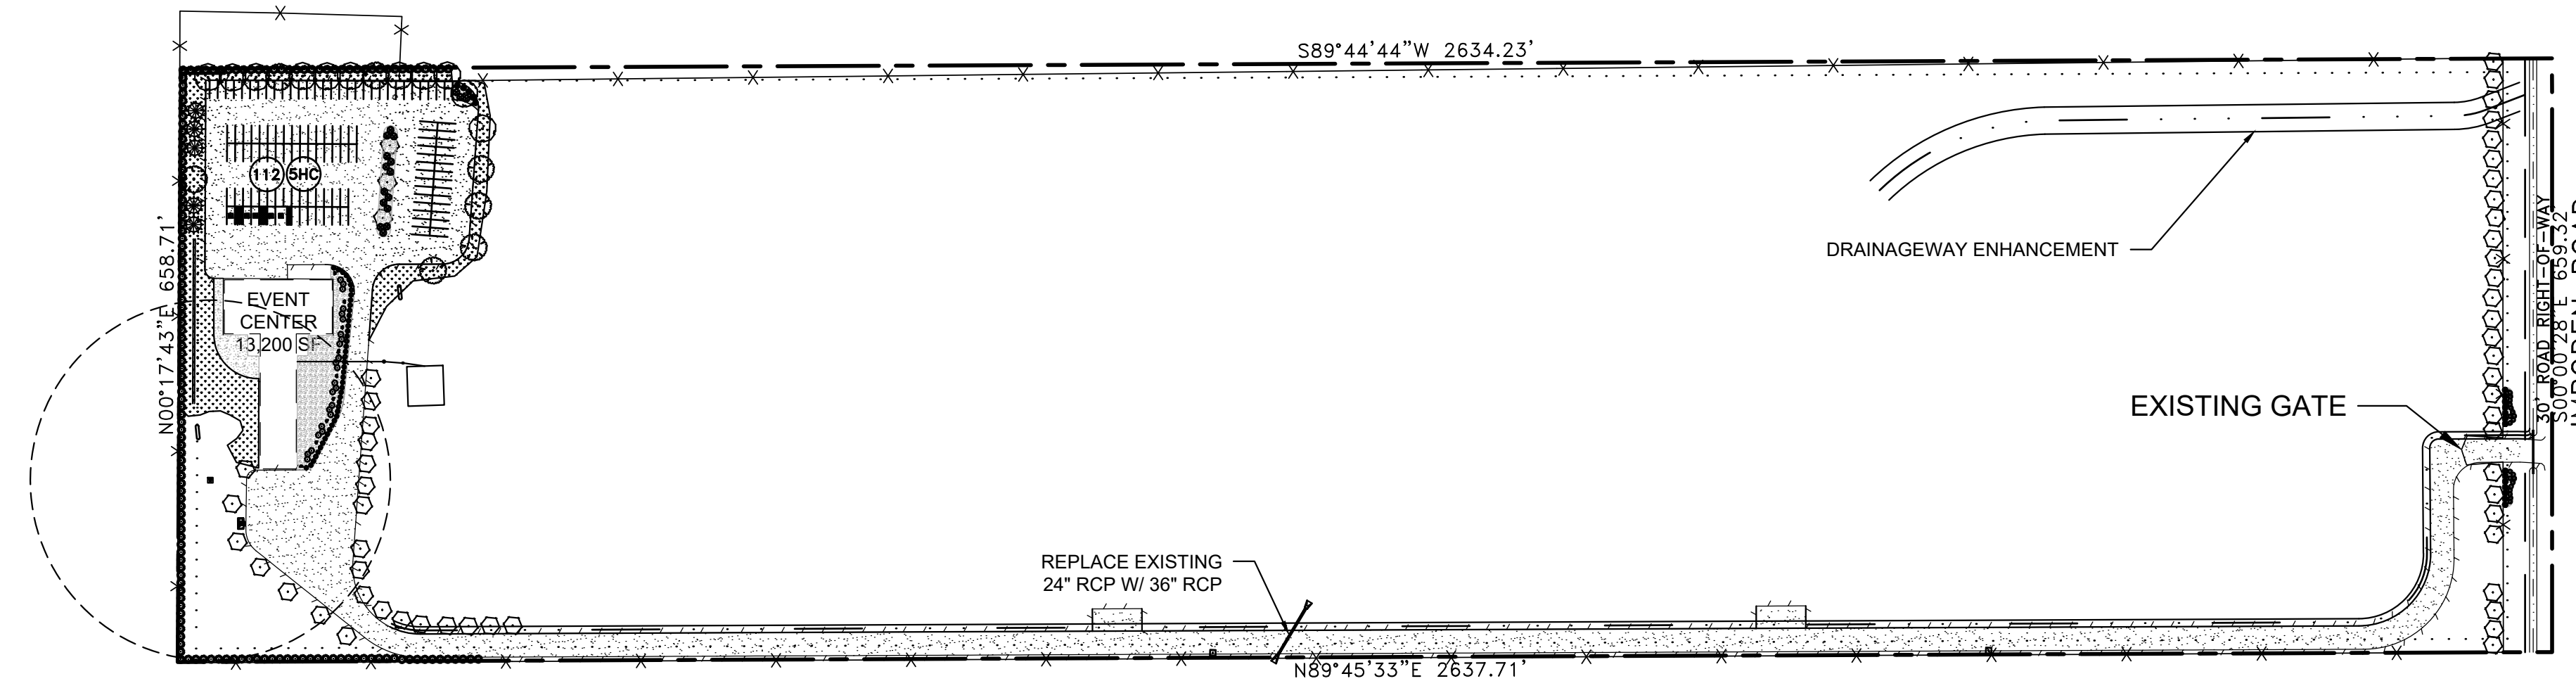 S89°44'44"W 2634.23'
112
5HC
N00°17'43"E 658.71'
EVENT
CENTER
13,200 SF
DRAINAGEWAY ENHANCEMENT
30' ROAD RIGHT-OF-WAY
S00°00'28"E 659.32
EXISTING GATE
REPLACE EXISTING
24" RCP W/ 36" RCP
N89°45'33"E 2637.71'